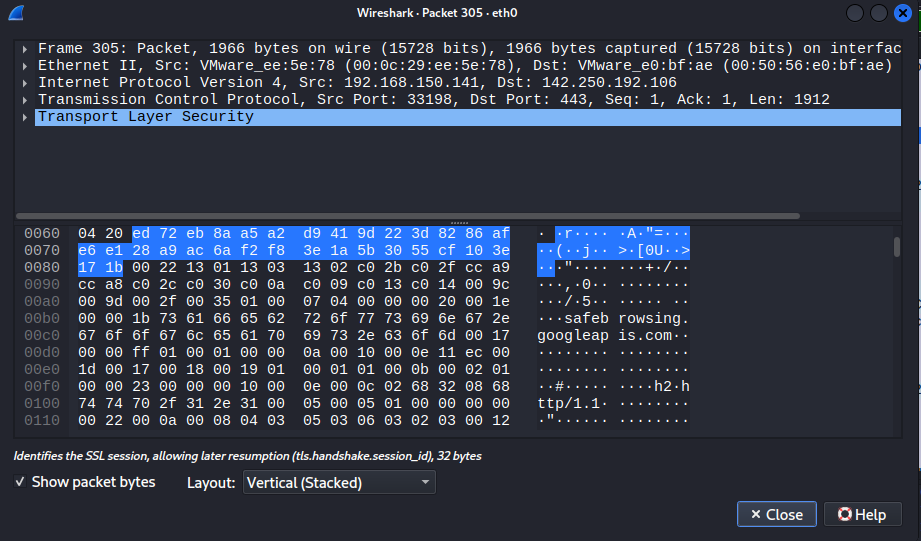 Wireshark · Packet 305 · eth0
Frame 305: Packet, 1966 bytes on wire (15728 bits), 1966 bytes captured (15728 bits) on interfac
Ethernet II, Src: VMware_ee:5e:78 (00:0c:29:ee:5e:78), Dst: VMware_e0:bf:ae (00:50:56:e0:bf:ae)
Internet Protocol Version 4, Src: 192.168.150.141, Dst: 142.250.192.106
Transmission Control Protocol, Src Port: 33198, Dst Port: 443, Seq: 1, Ack: 1, Len: 1912
Transport Layer Security
0060 04 20 ed 72 eb 8a a5 a2 d9 41 9d 22 3d 82 86 af · ·r···· ·A·"=···
0070 e6 e1 28 a9 ac 6a f2 f8 3e 1a 5b 30 55 cf 10 3e ··(··j·· >·[0U··>
0080 17 1b 00 22 13 01 13 03 13 02 c0 2b c0 2f cc a9 ···"···· ···+·/··
0090 cc a8 c0 2c c0 30 c0 0a c0 09 c0 13 c0 14 00 9c ···,·0·· ········
00a0 00 9d 00 2f 00 35 01 00 07 04 00 00 00 20 00 1e ···/·5·· ····· ··
00b0 00 00 1b 73 61 66 65 62 72 6f 77 73 69 6e 67 2e ···safeb rowsing.
00c0 67 6f 6f 67 6c 65 61 70 69 73 2e 63 6f 6d 00 17 googleap is.com··
00d0 00 00 ff 01 00 01 00 00 0a 00 10 00 0e 11 ec 00 ········ ········
00e0 1d 00 17 00 18 00 19 01 00 01 01 00 0b 00 02 01 ········ ········
00f0 00 00 23 00 00 00 10 00 0e 00 0c 02 68 32 08 68 ··#····· ····h2·h
0100 74 74 70 2f 31 2e 31 00 05 00 05 01 00 00 00 00 ttp/1.1· ········
0110 00 22 00 0a 00 08 04 03 05 03 06 03 02 03 00 12 ·"······ ········
Identifies the SSL session, allowing later resumption (tls.handshake.session_id), 32 bytes
Show packet bytes Layout: Vertical (Stacked)
Close Help